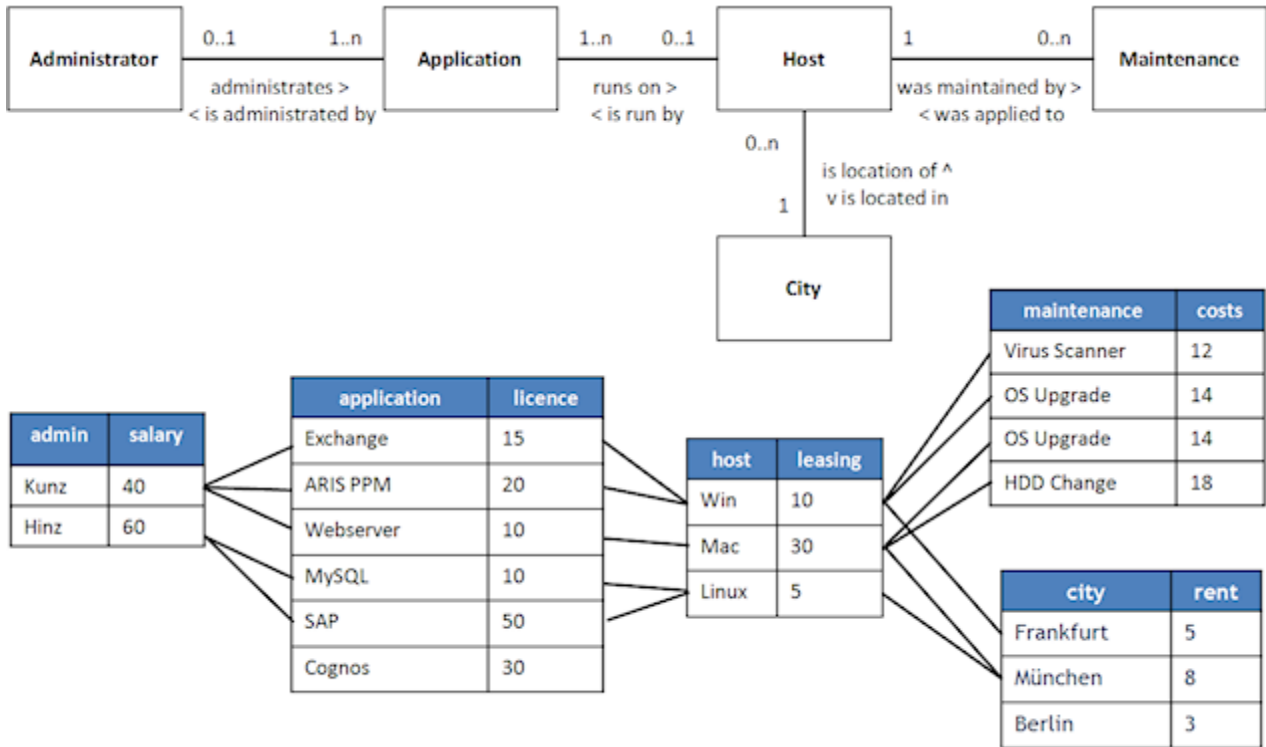 0..1 1..n 1..n 0..1 1 0..n
Administrator Application Host Maintenance
administrates > runs on > was maintained by >
< is administrated by < is run by < was applied to
0..n
is location of ^
v is located in
1
City
maintenance costs
Virus Scanner 12
OS Upgrade 14
OS Upgrade 14
HDD Change 18
application licence
Exchange 15
ARIS PPM 20
Webserver 10
MySQL 10
SAP 50
Cognos 30
admin salary
Kunz 40
Hinz 60
host leasing
Win 10
Mac 30
Linux 5
city rent
Frankfurt 5
München 8
Berlin 3